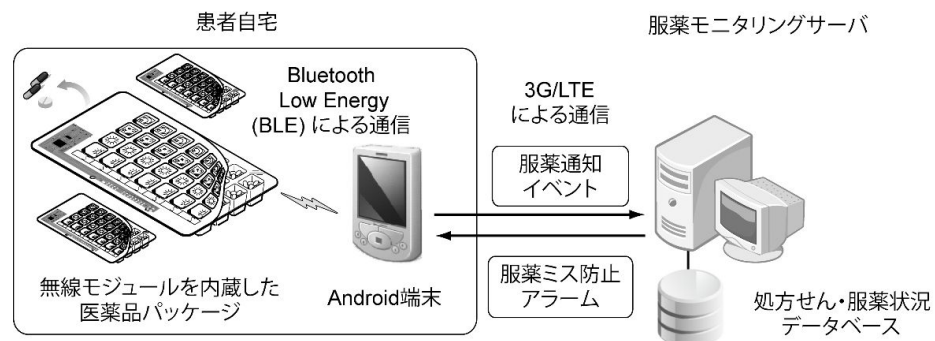 患者自宅
服薬モニタリングサーバ
Bluetooth
Low Energy
(BLE) による通信
3G/LTE
による通信
服薬通知
イベント
服薬ミス防止
アラーム
無線モジュールを内蔵した
医薬品パッケージ
Android端末
処方せん・服薬状況
データベース